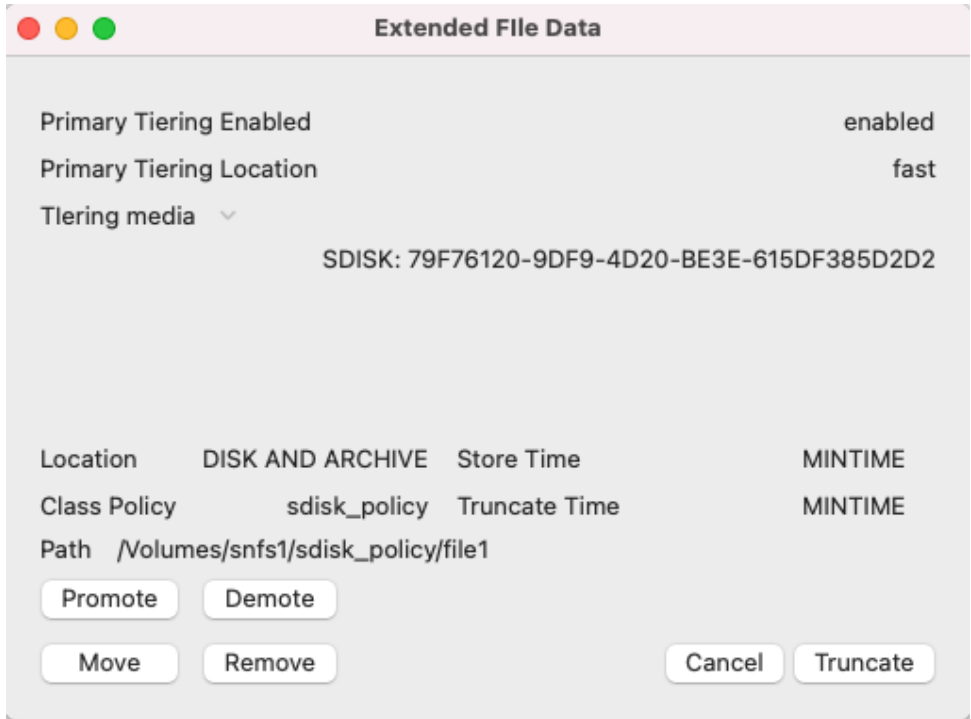 Extended FIle Data
Primary Tiering Enabled enabled
Primary Tiering Location fast
TIering media
SDISK: 79F76120-9DF9-4D20-BE3E-615DF385D2D2
Location DISK AND ARCHIVE Store Time MINTIME
Class Policy sdisk_policy Truncate Time MINTIME
Path /Volumes/snfs1/sdisk_policy/file1
Promote Demote
Move Remove Cancel Truncate